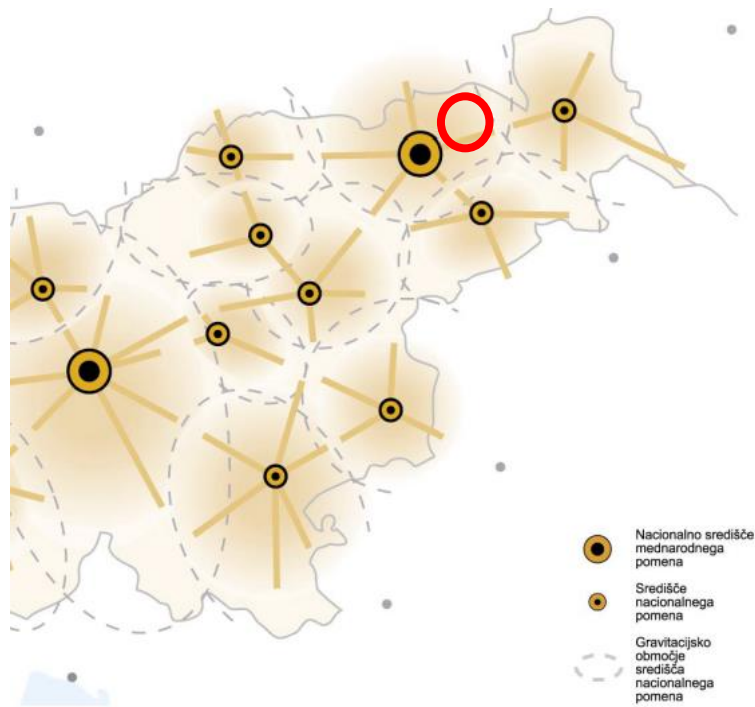 Nacionalno središče
mednarodnega
pomena
Središče
nacionalnega
pomena
Gravitacijsko
območje
središča
nacionalnega
pomena